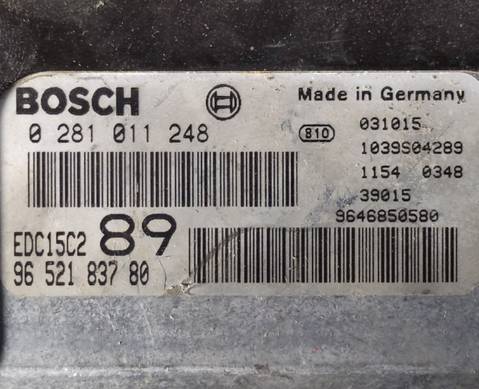 BOSCH
Made in Germany
0 281 011 248
810
031015
1039S04289
1154 0348
39015
9646850580
EDC15C2 89
96 521 837 80